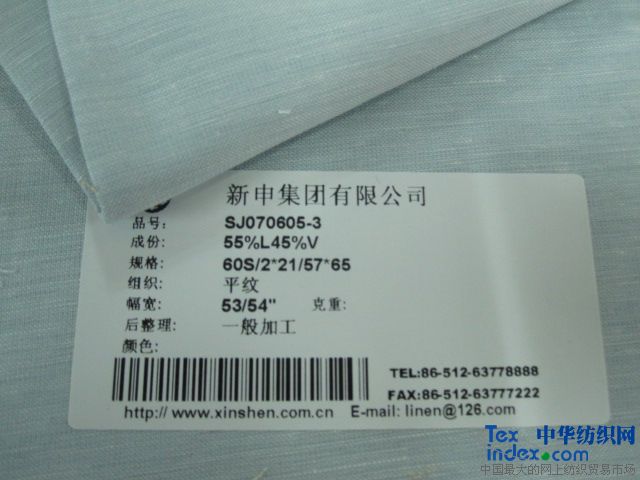 新申集团有限公司
品号: SJ070605-3
成份: 55%L45%V
规格: 60S/2*21/57*65
组织: 平纹
幅宽: 53/54" 克重:
后整理: 一般加工
颜色:
TEL:86-512-63778888
FAX:86-512-63777222
http://www.xinshen.com.cn E-mail: linen@126.com
Tex 中华纺织网
index.com
中国最大的网上纺织贸易市场